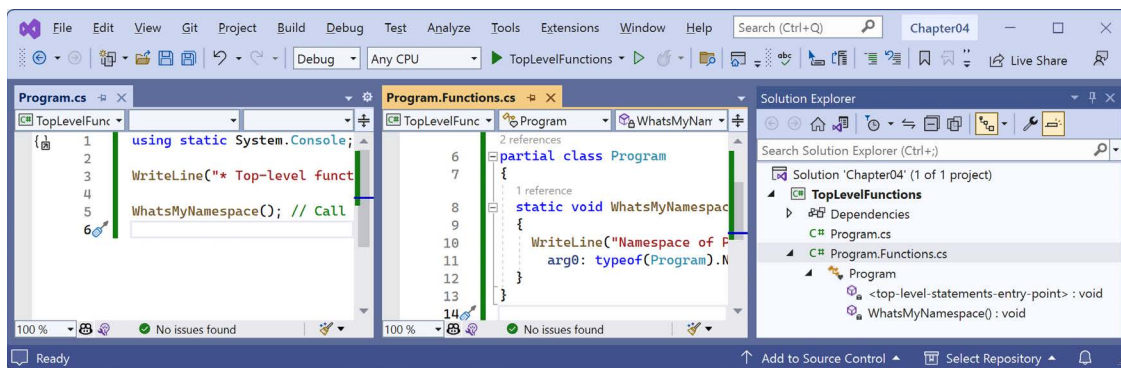 File Edit View Git Project Build Debug Test Analyze Tools Extensions Window Help Search (Ctrl+Q) Chapter04
Debug Any CPU TopLevelFunctions Live Share
Program.cs
TopLevelFunc
1 using static System.Console;
2
3 WriteLine("* Top-level funct
4
5 WhatsMyNamespace(); // Call
6
100 % No issues found
Program.Functions.cs
TopLevelFunc Program WhatsMyNam
2 references
6 partial class Program
7 {
1 reference
8 static void WhatsMyNamespac
9 {
10 WriteLine("Namespace of P
11 arg0: typeof(Program).N
12 }
13 }
14
100 % No issues found
Solution Explorer
Search Solution Explorer (Ctrl+;)
Solution 'Chapter04' (1 of 1 project)
C# TopLevelFunctions
Dependencies
C# Program.cs
C# Program.Functions.cs
Program
<top-level-statements-entry-point> : void
WhatsMyNamespace() : void
Ready Add to Source Control Select Repository